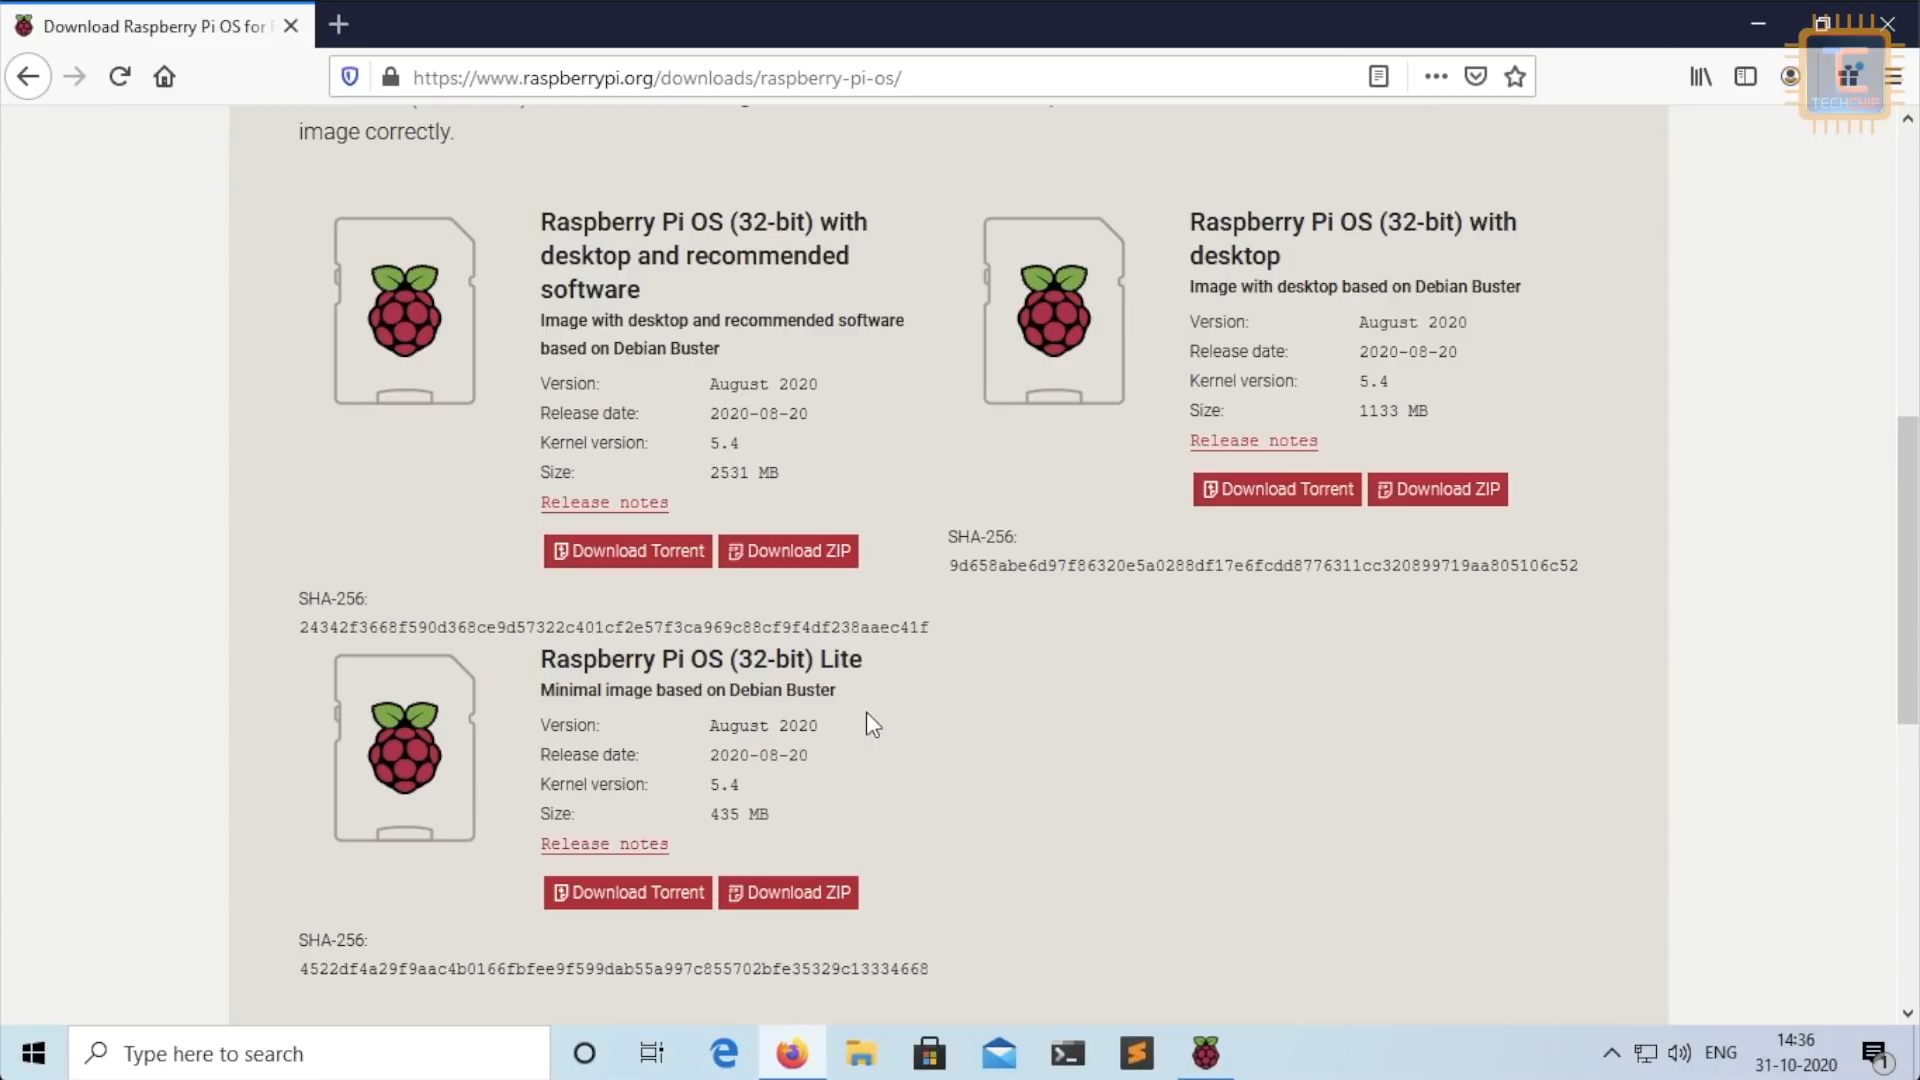 Download Raspberry Pi OS for
https://www.raspberrypi.org/downloads/raspberry-pi-os/
TECHCHIP
image correctly.
Raspberry Pi OS (32-bit) with
desktop and recommended
software
Image with desktop and recommended software
based on Debian Buster
Version: August 2020
Release date: 2020-08-20
Kernel version: 5.4
Size: 2531 MB
Release notes
Download Torrent Download ZIP
SHA-256:
24342f3668f590d368ce9d57322c401cf2e57f3ca969c88cf9f4df238aaec41f
Raspberry Pi OS (32-bit) with
desktop
Image with desktop based on Debian Buster
Version: August 2020
Release date: 2020-08-20
Kernel version: 5.4
Size: 1133 MB
Release notes
Download Torrent Download ZIP
SHA-256:
9d658abe6d97f86320e5a0288df17e6fcdd8776311cc320899719aa805106c52
Raspberry Pi OS (32-bit) Lite
Minimal image based on Debian Buster
Version: August 2020
Release date: 2020-08-20
Kernel version: 5.4
Size: 435 MB
Release notes
Download Torrent Download ZIP
SHA-256:
4522df4a29f9aac4b0166fbfee9f599dab55a997c855702bfe35329c13334668
Type here to search
ENG
14:36
31-10-2020
1